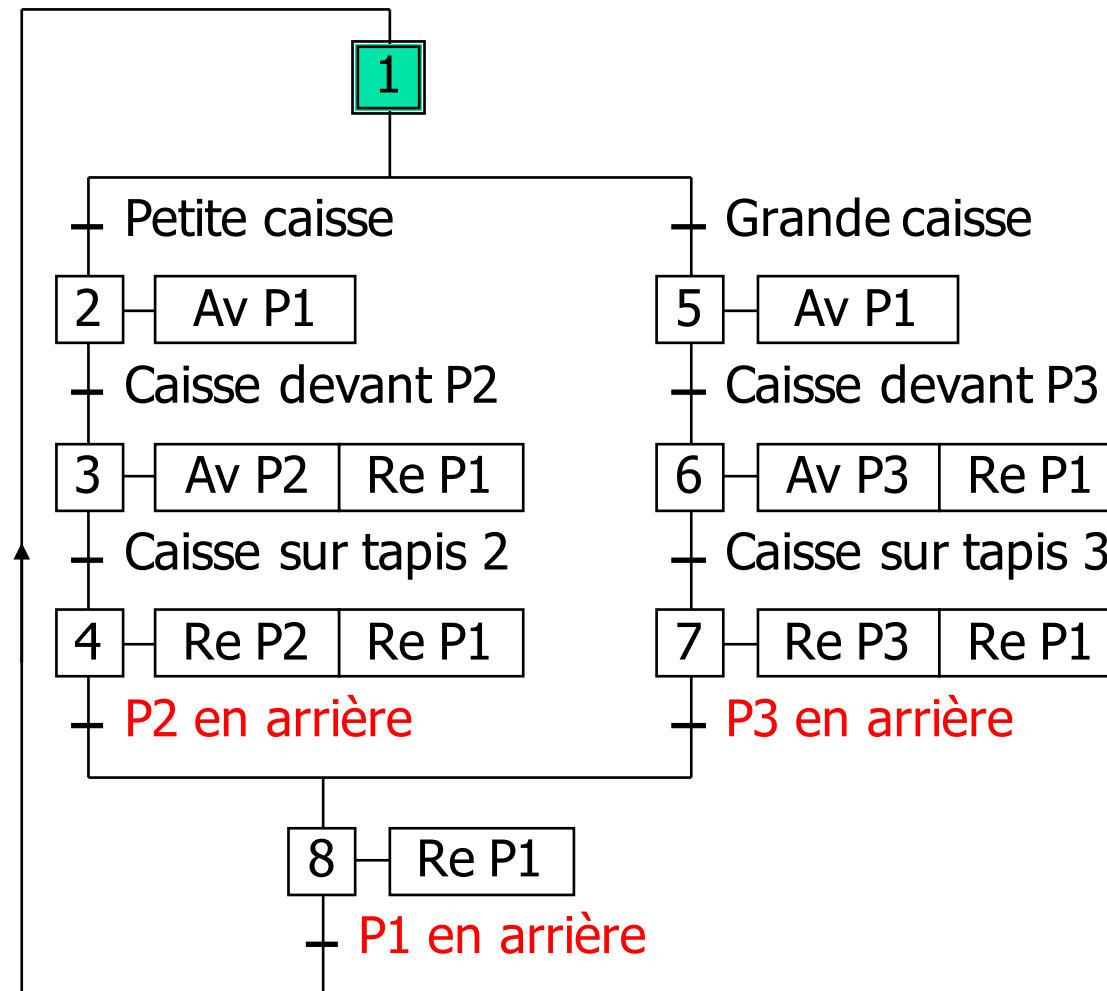 1
Petite caisse
Grande caisse
2 Av P1
5 Av P1
Caisse devant P2
Caisse devant P3
3 Av P2 Re P1
6 Av P3 Re P1
Caisse sur tapis 2
Caisse sur tapis 3
4 Re P2 Re P1
7 Re P3 Re P1
P2 en arrière
P3 en arrière
8 Re P1
P1 en arrière